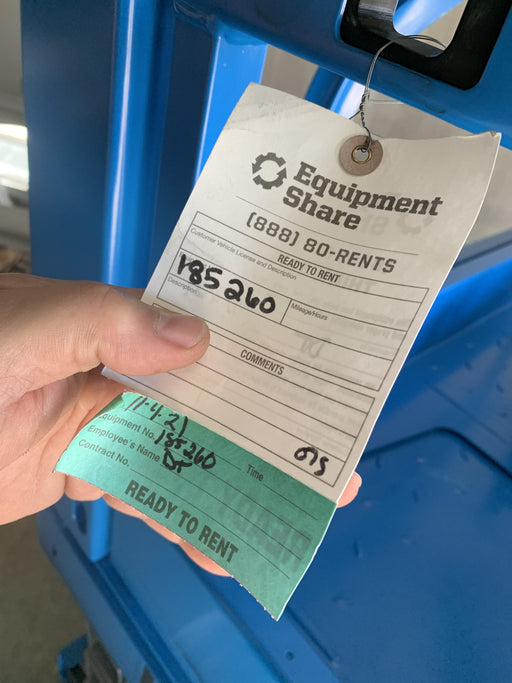 Equipment
Share
(888) 80-RENTS
READY TO RENT
Customer Vehicle License and Description
185260
Description
Mileage/Hours
COMMENTS
11-4-21
Equipment No. 185260
Time
Employee's Name
Contract No.
READY TO RENT